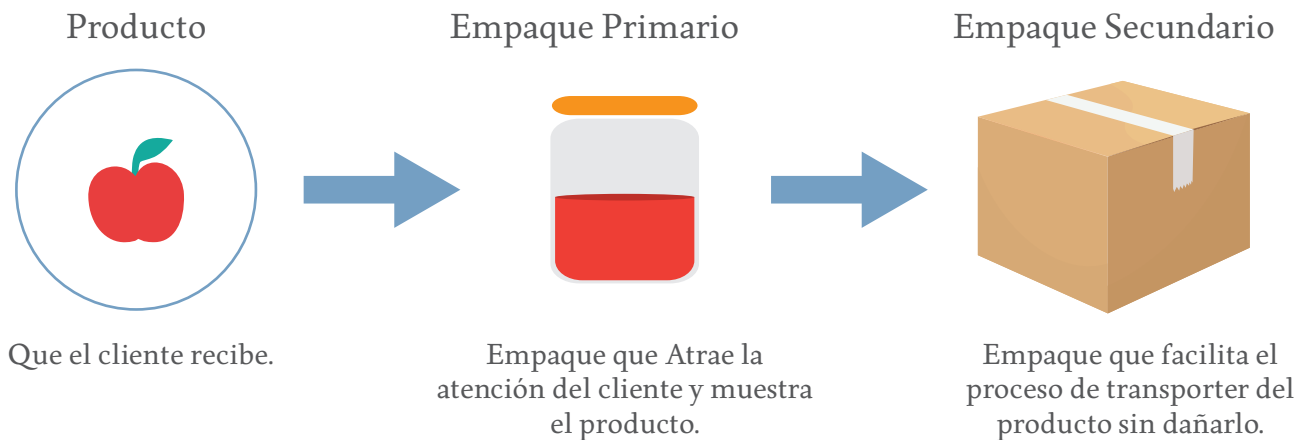 Producto
Que el cliente recibe.
Empaque Primario
Empaque que Atrae la
atención del cliente y muestra
el producto.
Empaque Secundario
Empaque que facilita el
proceso de transporter del
producto sin dañarlo.